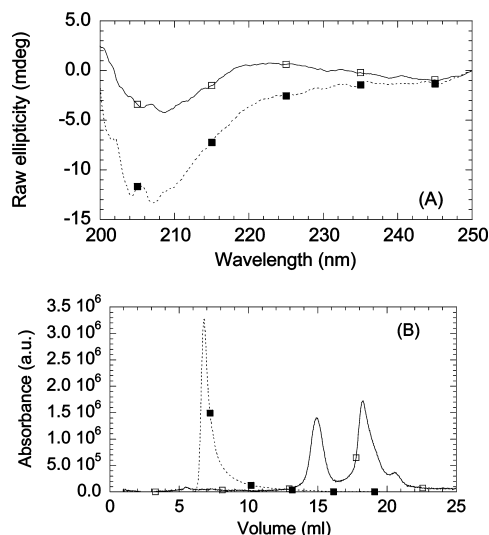 5.0
0.0
-5.0
-10
-15
Raw ellipticity (mdeg)
(A)
200 210 220 230 240 250
Wavelength (nm)
3.5 10⁶
3.0 10⁶
2.5 10⁶
2.0 10⁶
1.5 10⁶
1.0 10⁶
5.0 10⁵
0.0
Absorbance (a.u.)
(B)
0 5 10 15 20 25
Volume (ml)